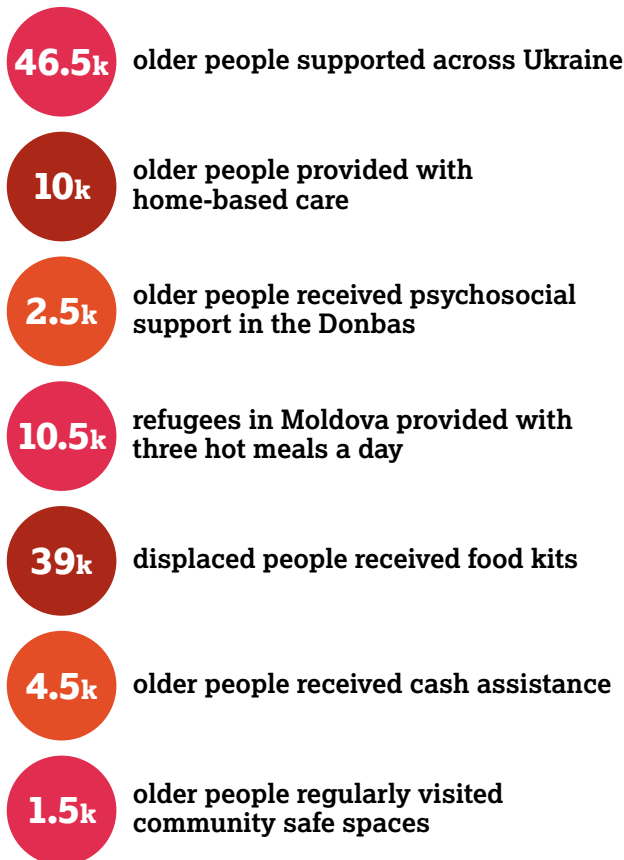 46.5k older people supported across Ukraine
10k older people provided with
home-based care
2.5k older people received psychosocial
support in the Donbas
10.5k refugees in Moldova provided with
three hot meals a day
39k displaced people received food kits
4.5k older people received cash assistance
1.5k older people regularly visited
community safe spaces